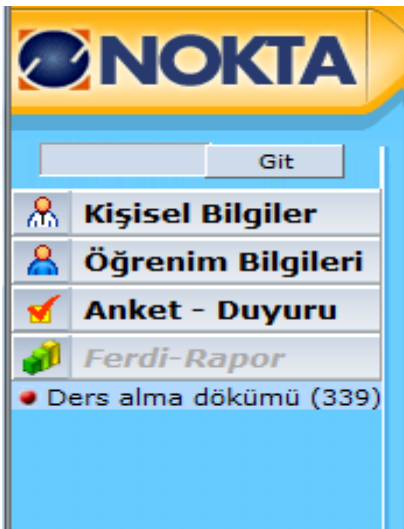 NOKTA
Git
Kişisel Bilgiler
Öğrenim Bilgileri
Anket - Duyuru
Ferdi-Rapor
Ders alma dökümü (339)